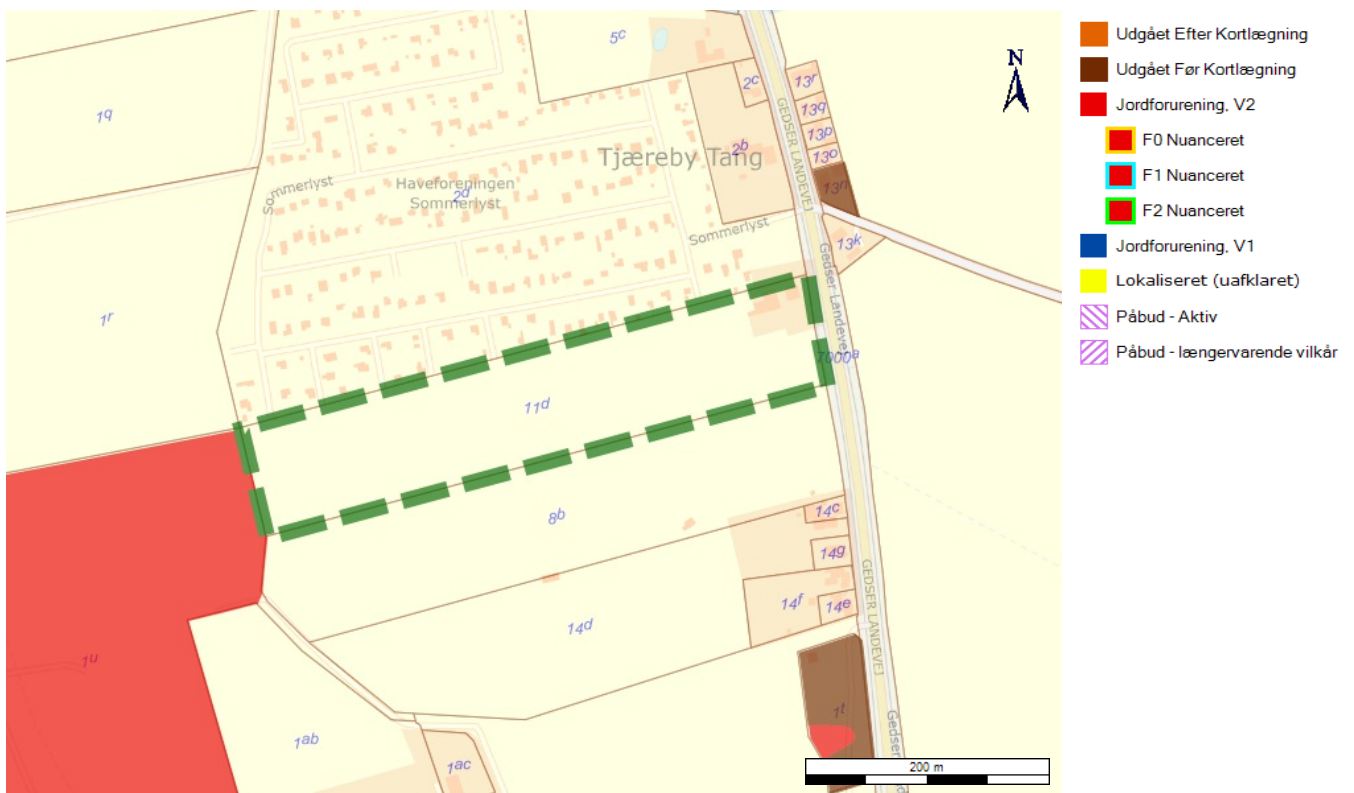 5c
1q
2c
13r
13q
13p
13o
GEDSER LANDEVEJ
2b
Tjæreby Tang
13n
Sommerlyst
Haveforeningen
Sommerlyst
2d
Sommerlyst
13k
Gedser Landevej
1r
7000a
11d
8b
14c
14g
GEDSER LANDEVEJ
14f
14e
14d
1u
1t
1ab
1ac
Gedser
200 m
N
Udgået Efter Kortlægning
Udgået Før Kortlægning
Jordforurening, V2
F0 Nuanceret
F1 Nuanceret
F2 Nuanceret
Jordforurening, V1
Lokaliseret (uafklaret)
Påbud - Aktiv
Påbud - længervarende vilkår